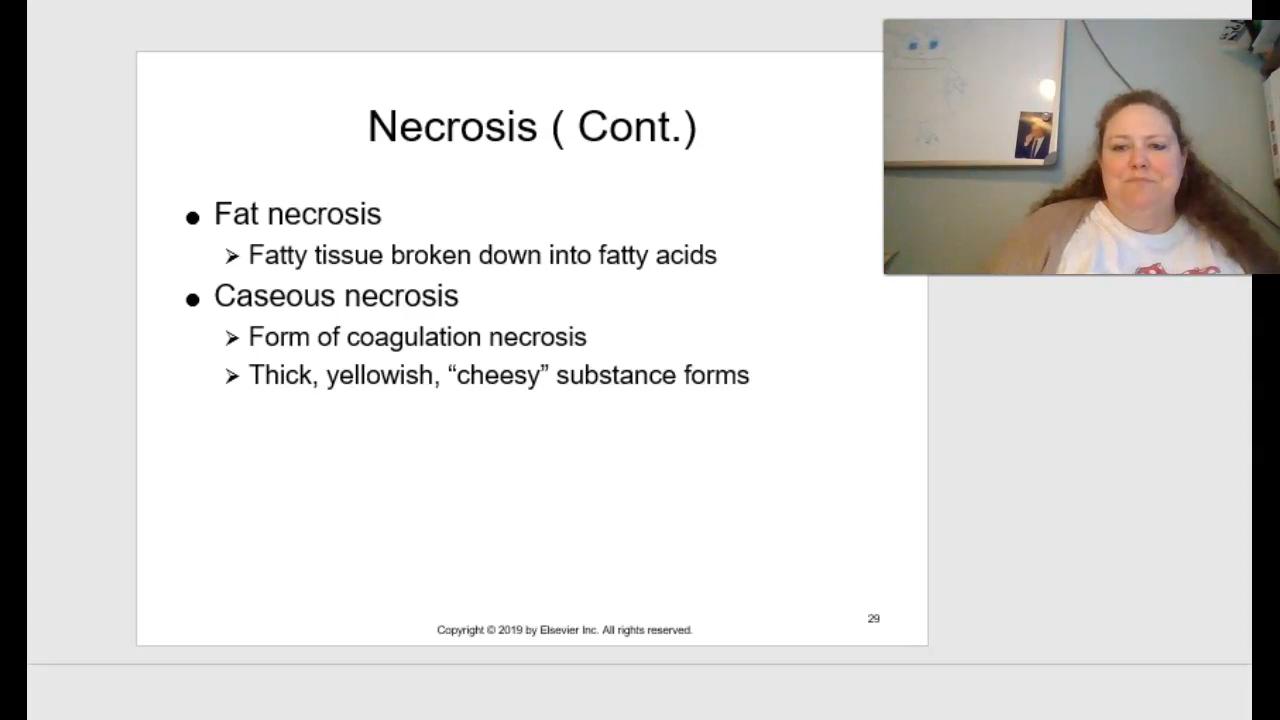 Necrosis ( Cont.)
● Fat necrosis
➢ Fatty tissue broken down into fatty acids
● Caseous necrosis
➢ Form of coagulation necrosis
➢ Thick, yellowish, “cheesy” substance forms
29
Copyright © 2019 by Elsevier Inc. All rights reserved.